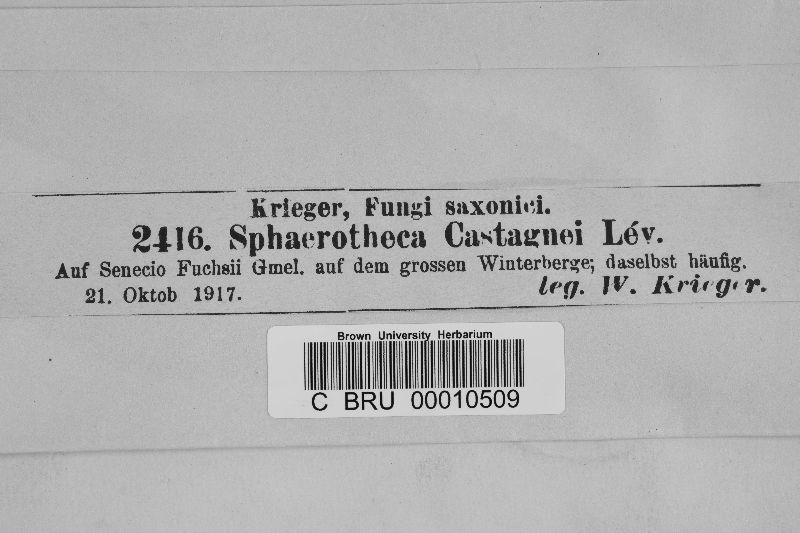 Krieger, Fungi saxonici.
2416. Sphaerotheca Castagnei Lév.
Auf Senecio Fuchsii Gmel. auf dem grossen Winterberge; daselbst häufig.
21. Oktob 1917. leg. W. Krieger.
Brown University Herbarium
C BRU 00010509